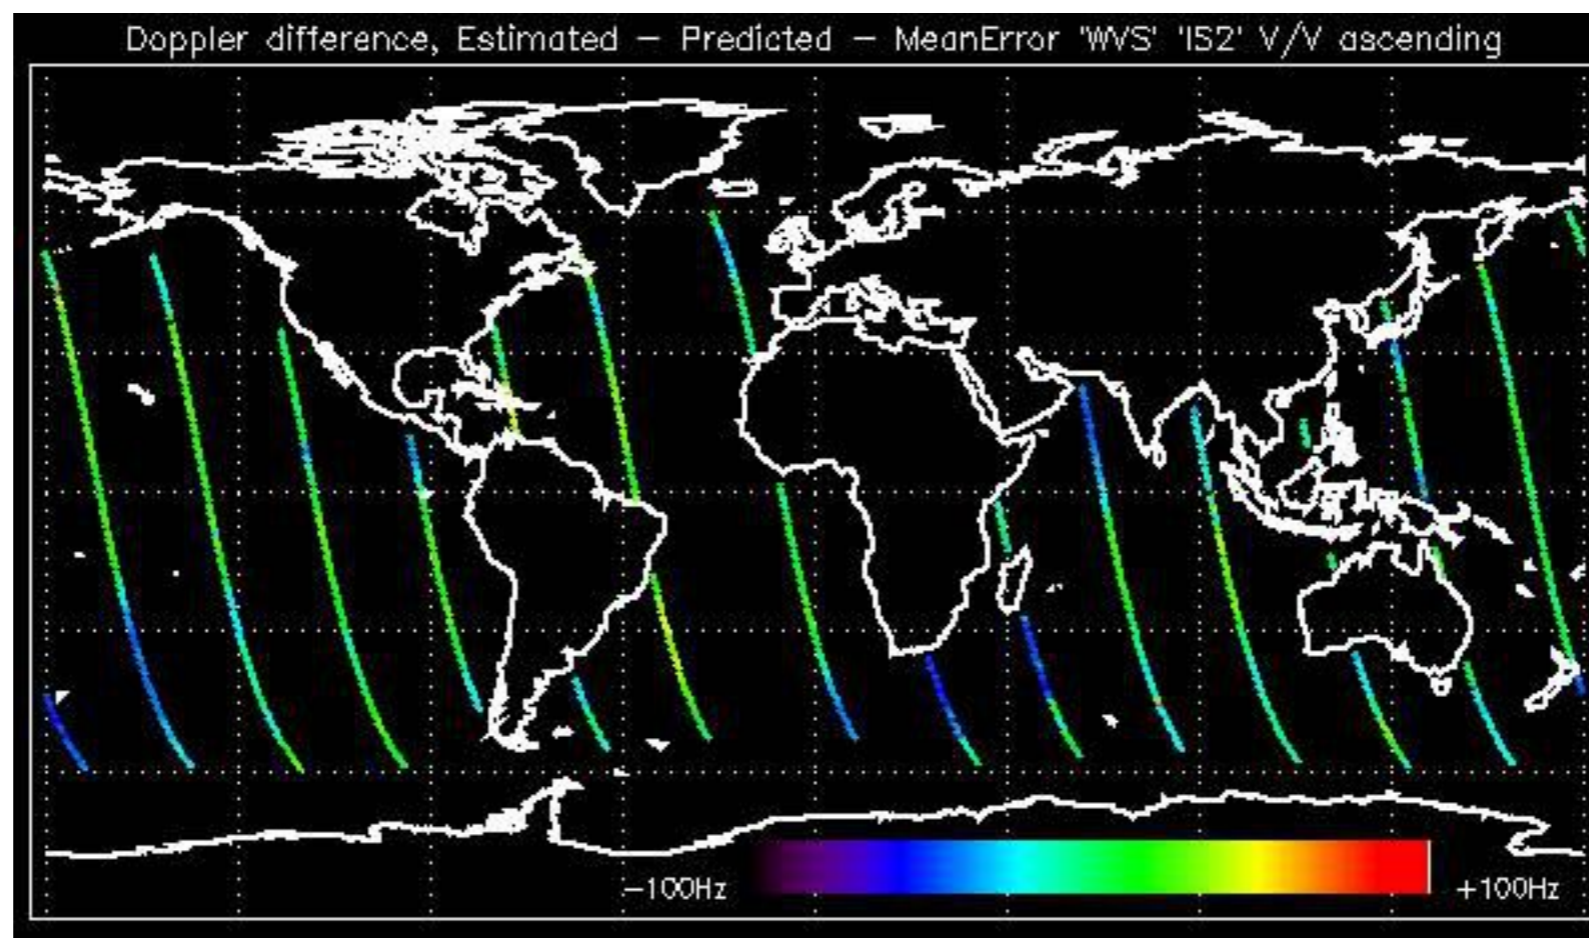 Doppler difference, Estimated – Predicted – MeanError 'WVS' 'IS2' V/V ascending
−100Hz
+100Hz